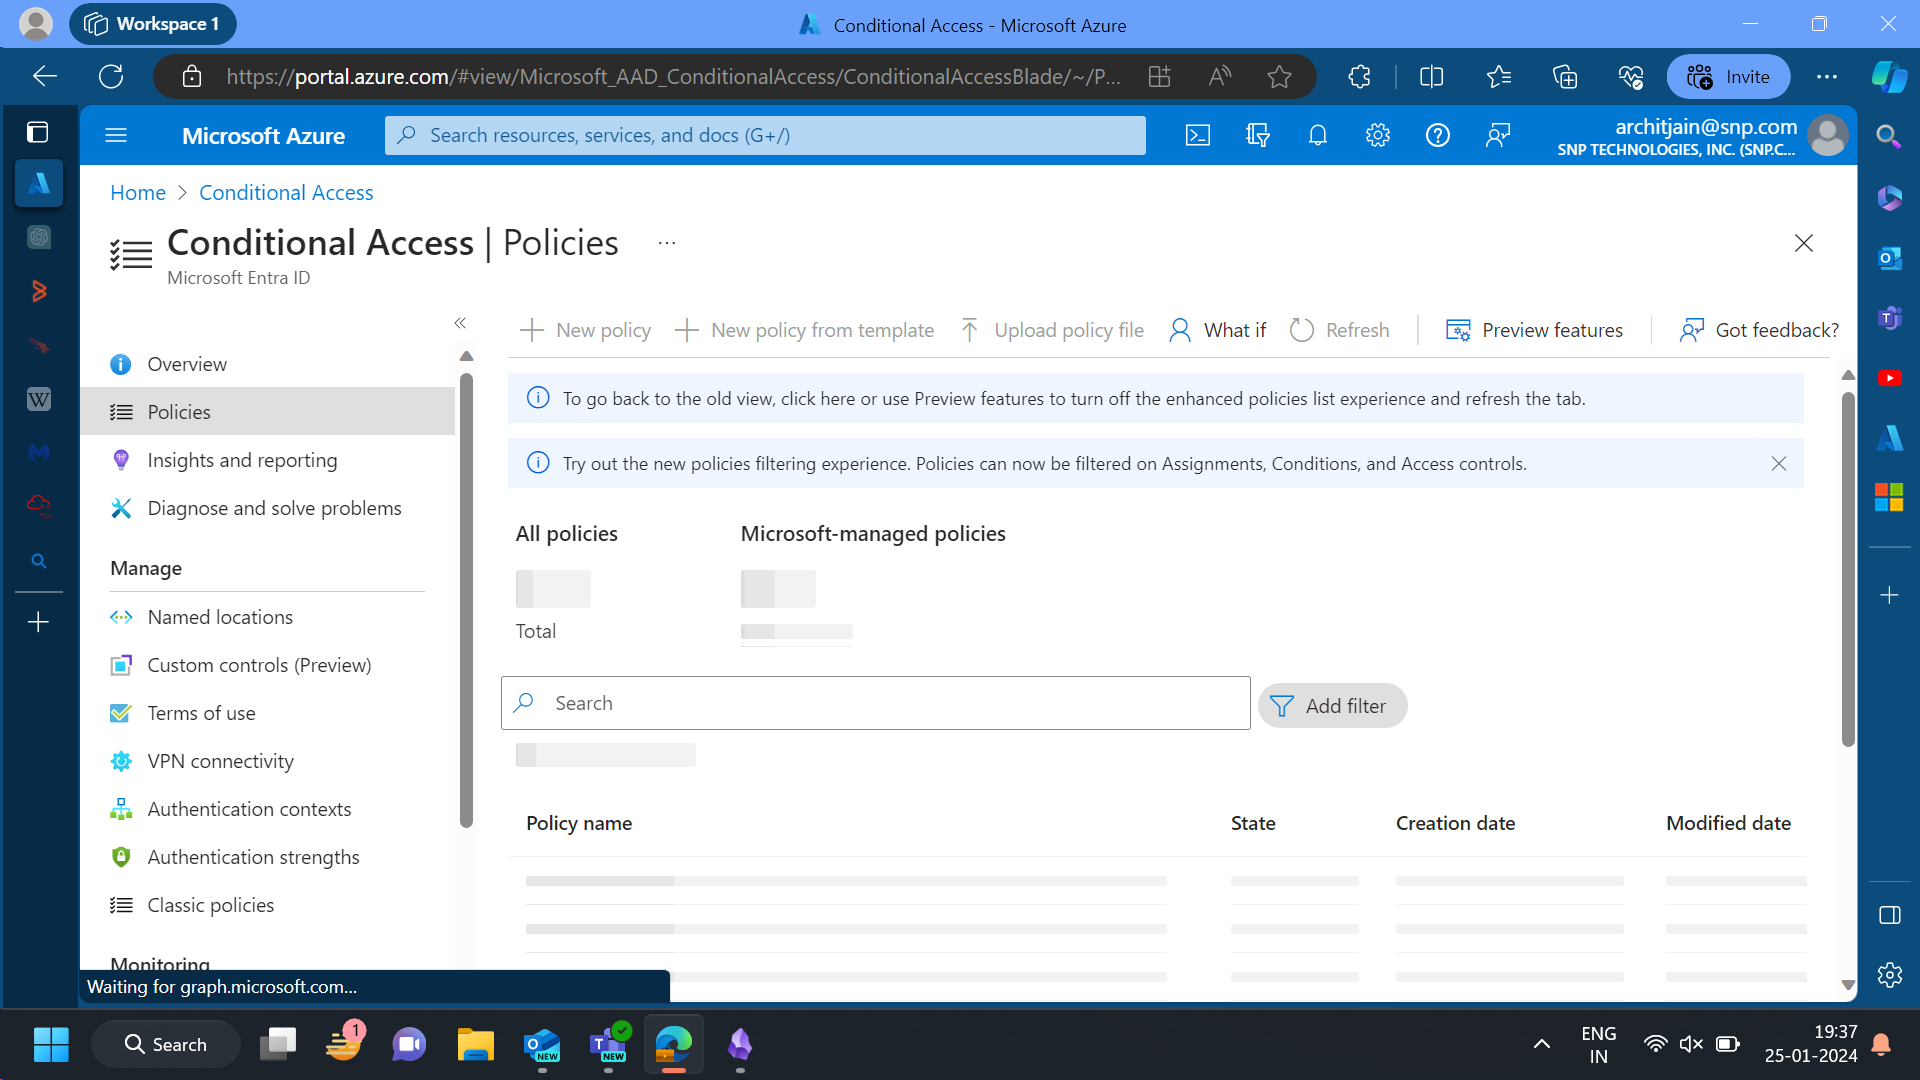 Workspace 1
Conditional Access - Microsoft Azure
https://portal.azure.com/#view/Microsoft_AAD_ConditionalAccess/ConditionalAccessBlade/~/P...
Invite
Microsoft Azure
Search resources, services, and docs (G+/)
architjain@snp.com
SNP TECHNOLOGIES, INC. (SNP.C...
Home > Conditional Access
Conditional Access | Policies ...
Microsoft Entra ID
New policy
New policy from template
Upload policy file
What if
Refresh
Preview features
Got feedback?
Overview
Policies
Insights and reporting
Diagnose and solve problems
Manage
Named locations
Custom controls (Preview)
Terms of use
VPN connectivity
Authentication contexts
Authentication strengths
Classic policies
Monitoring
To go back to the old view, click here or use Preview features to turn off the enhanced policies list experience and refresh the tab.
Try out the new policies filtering experience. Policies can now be filtered on Assignments, Conditions, and Access controls.
All policies
Microsoft-managed policies
Total
Search
Add filter
Policy name
State
Creation date
Modified date
Waiting for graph.microsoft.com...
Search
1
NEW
NEW
ENG
IN
19:37
25-01-2024